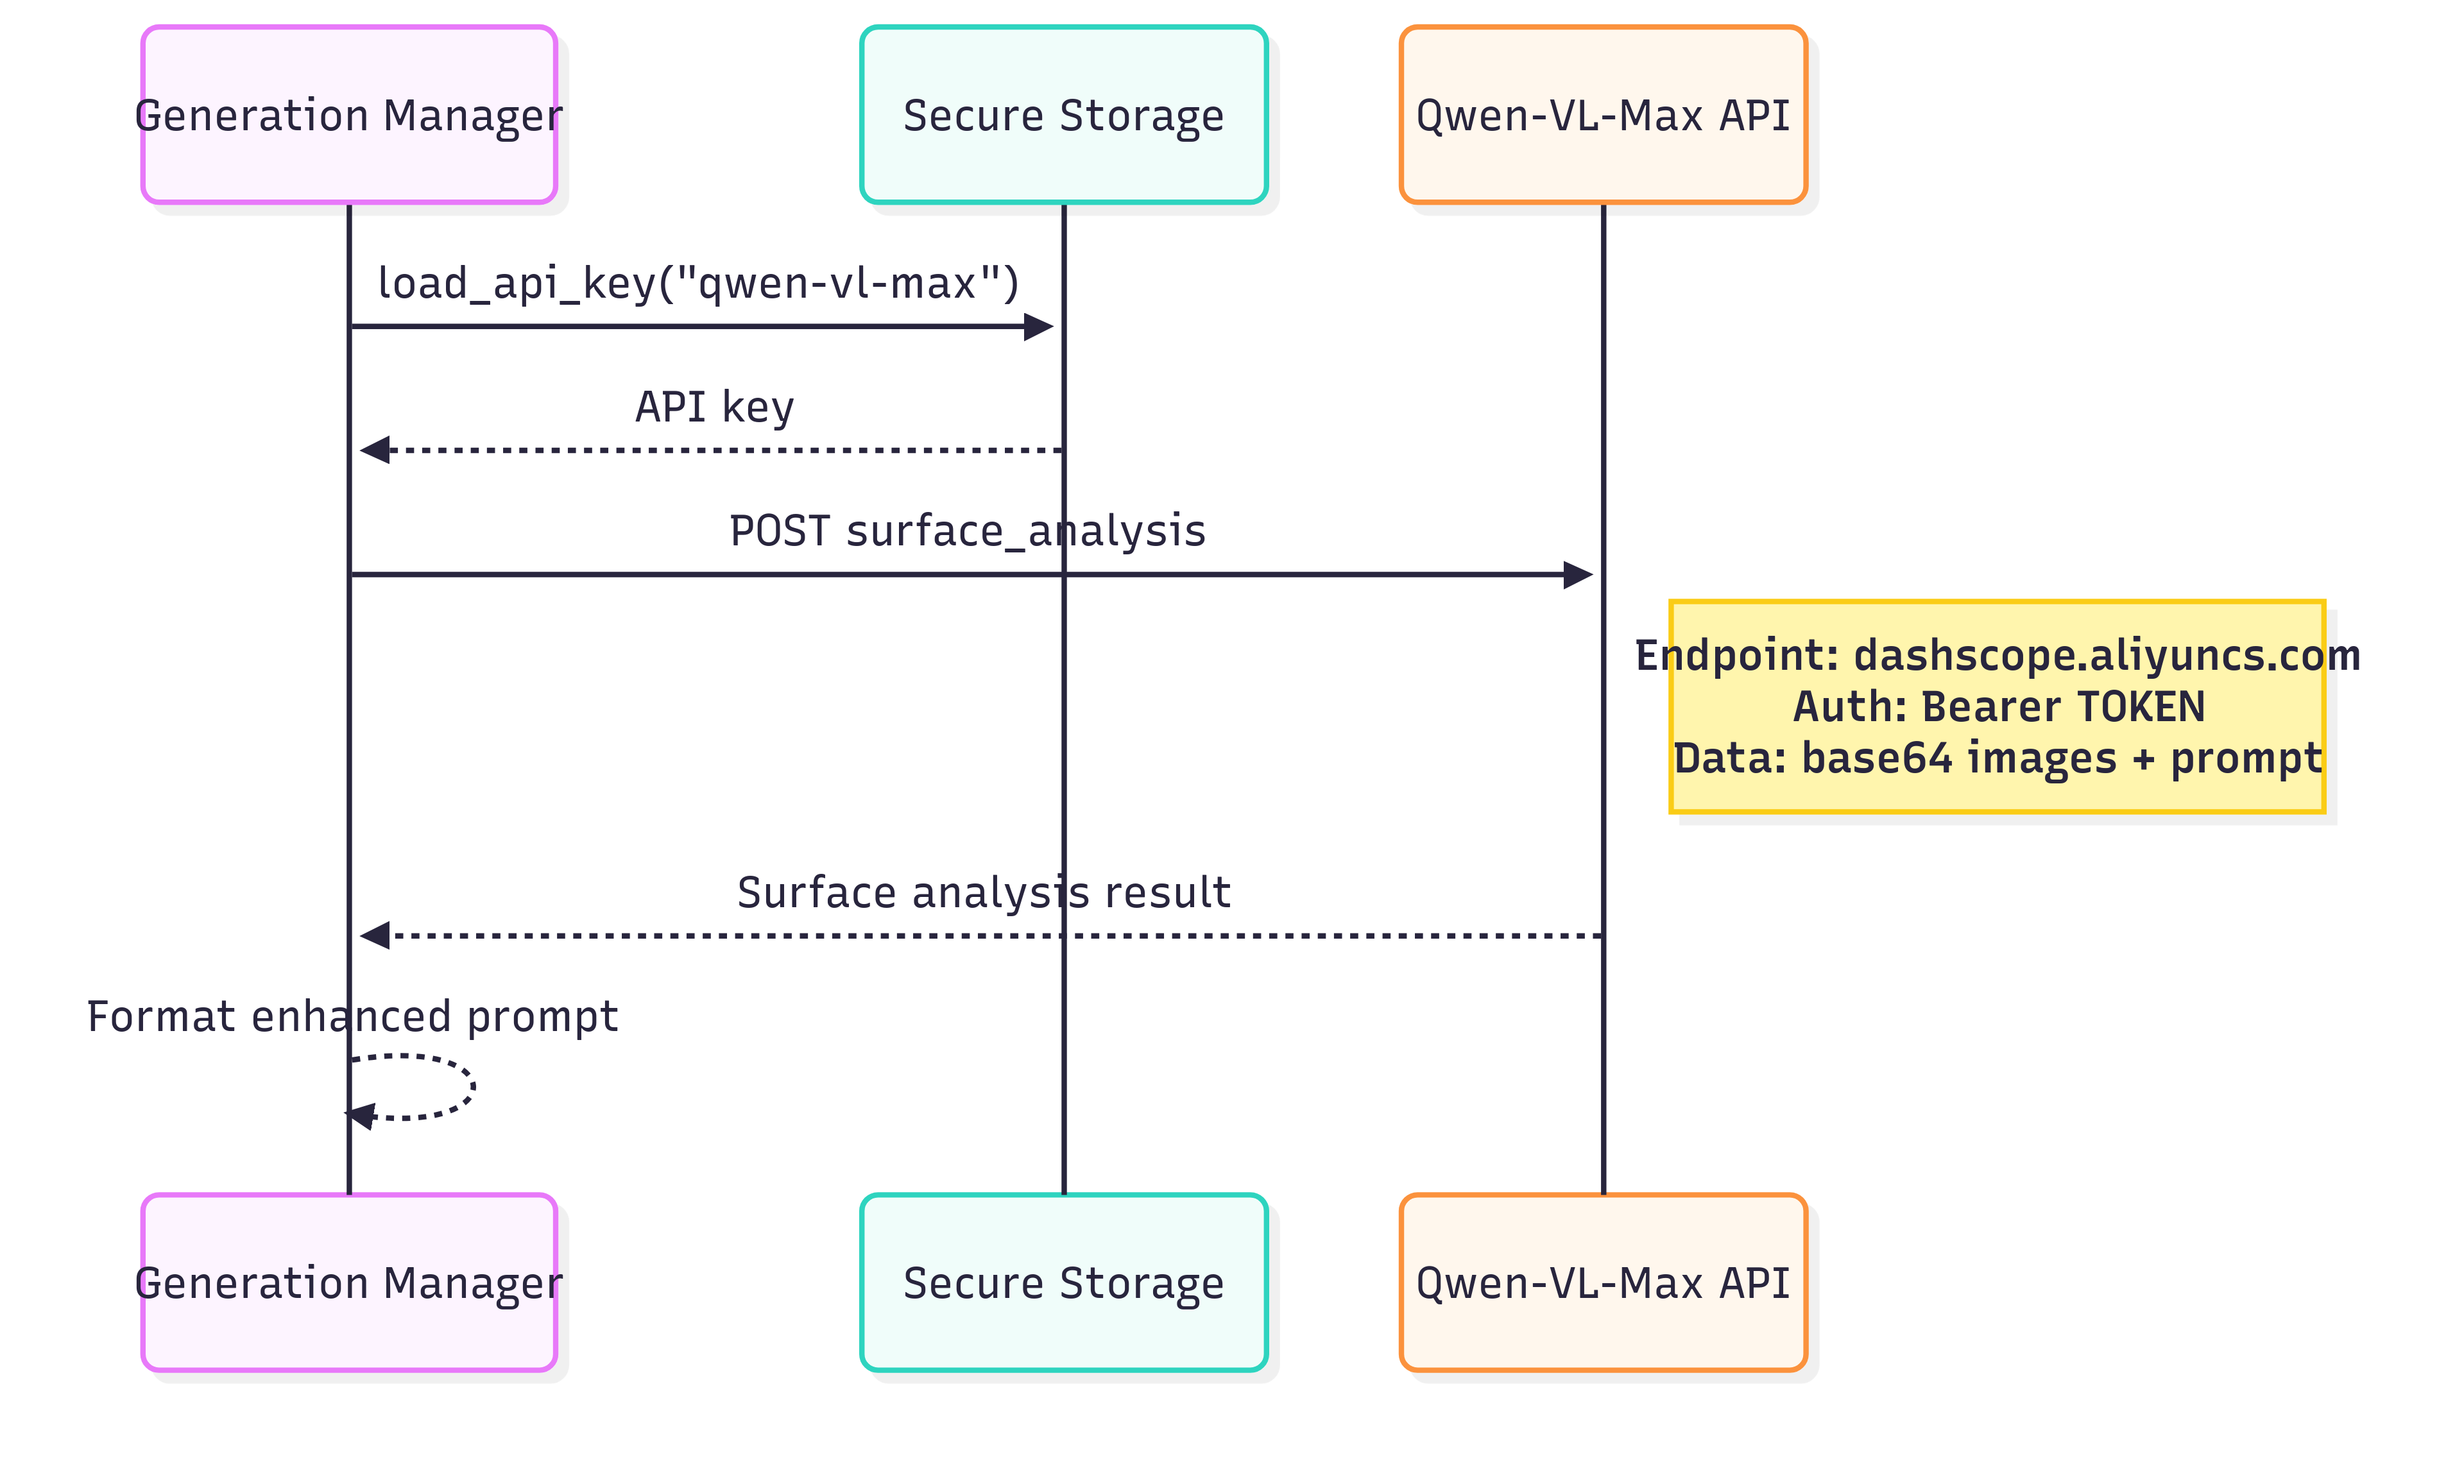 Generation Manager
Secure Storage
Qwen-VL-Max API
load_api_key("qwen-vl-max")
API key
POST surface_analysis
Endpoint: dashscope.aliyuncs.com
Auth: Bearer TOKEN
Data: base64 images + prompt
Surface analysis result
Format enhanced prompt
Generation Manager
Secure Storage
Qwen-VL-Max API